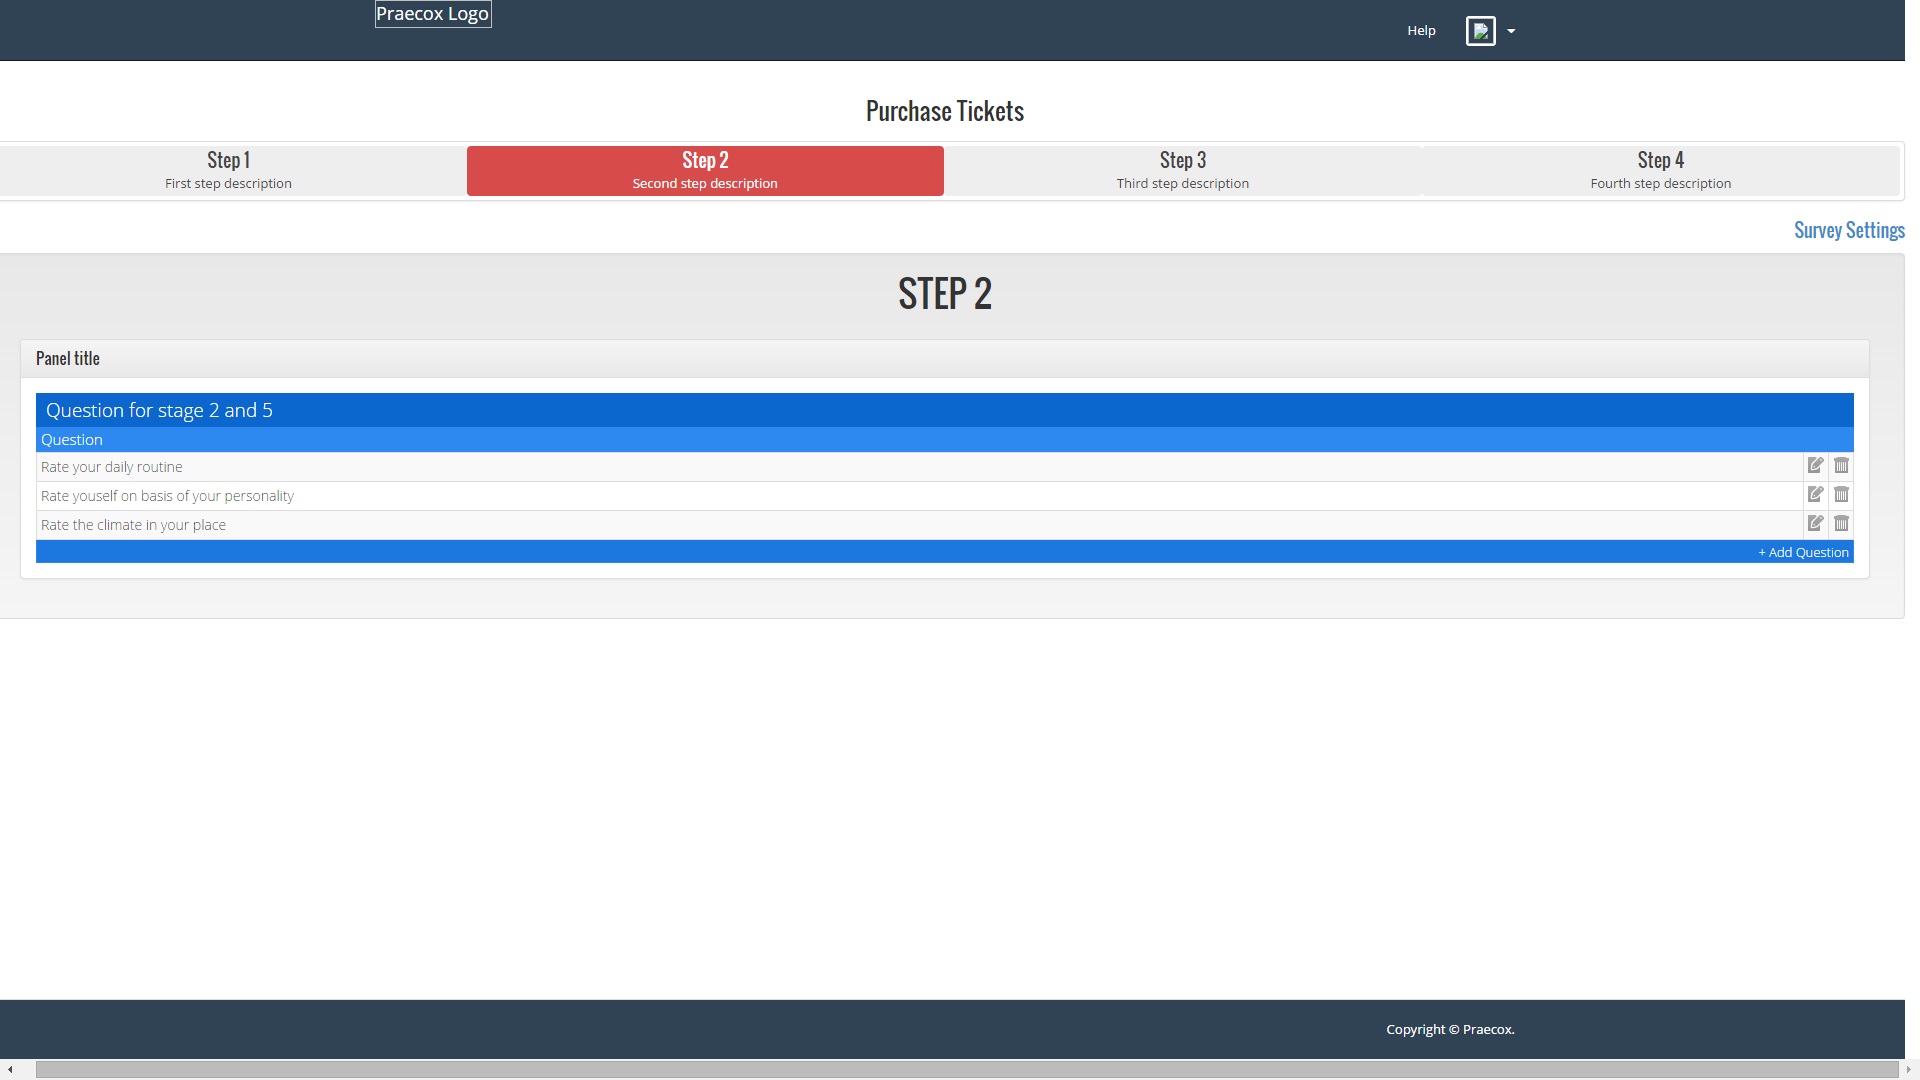 Praecox Logo
Help
Purchase Tickets
Step 1
First step description
Step 2
Second step description
Step 3
Third step description
Step 4
Fourth step description
Survey Settings
STEP 2
Panel title
Question for stage 2 and 5
Question
Rate your daily routine
Rate youself on basis of your personality
Rate the climate in your place
+ Add Question
Copyright © Praecox.